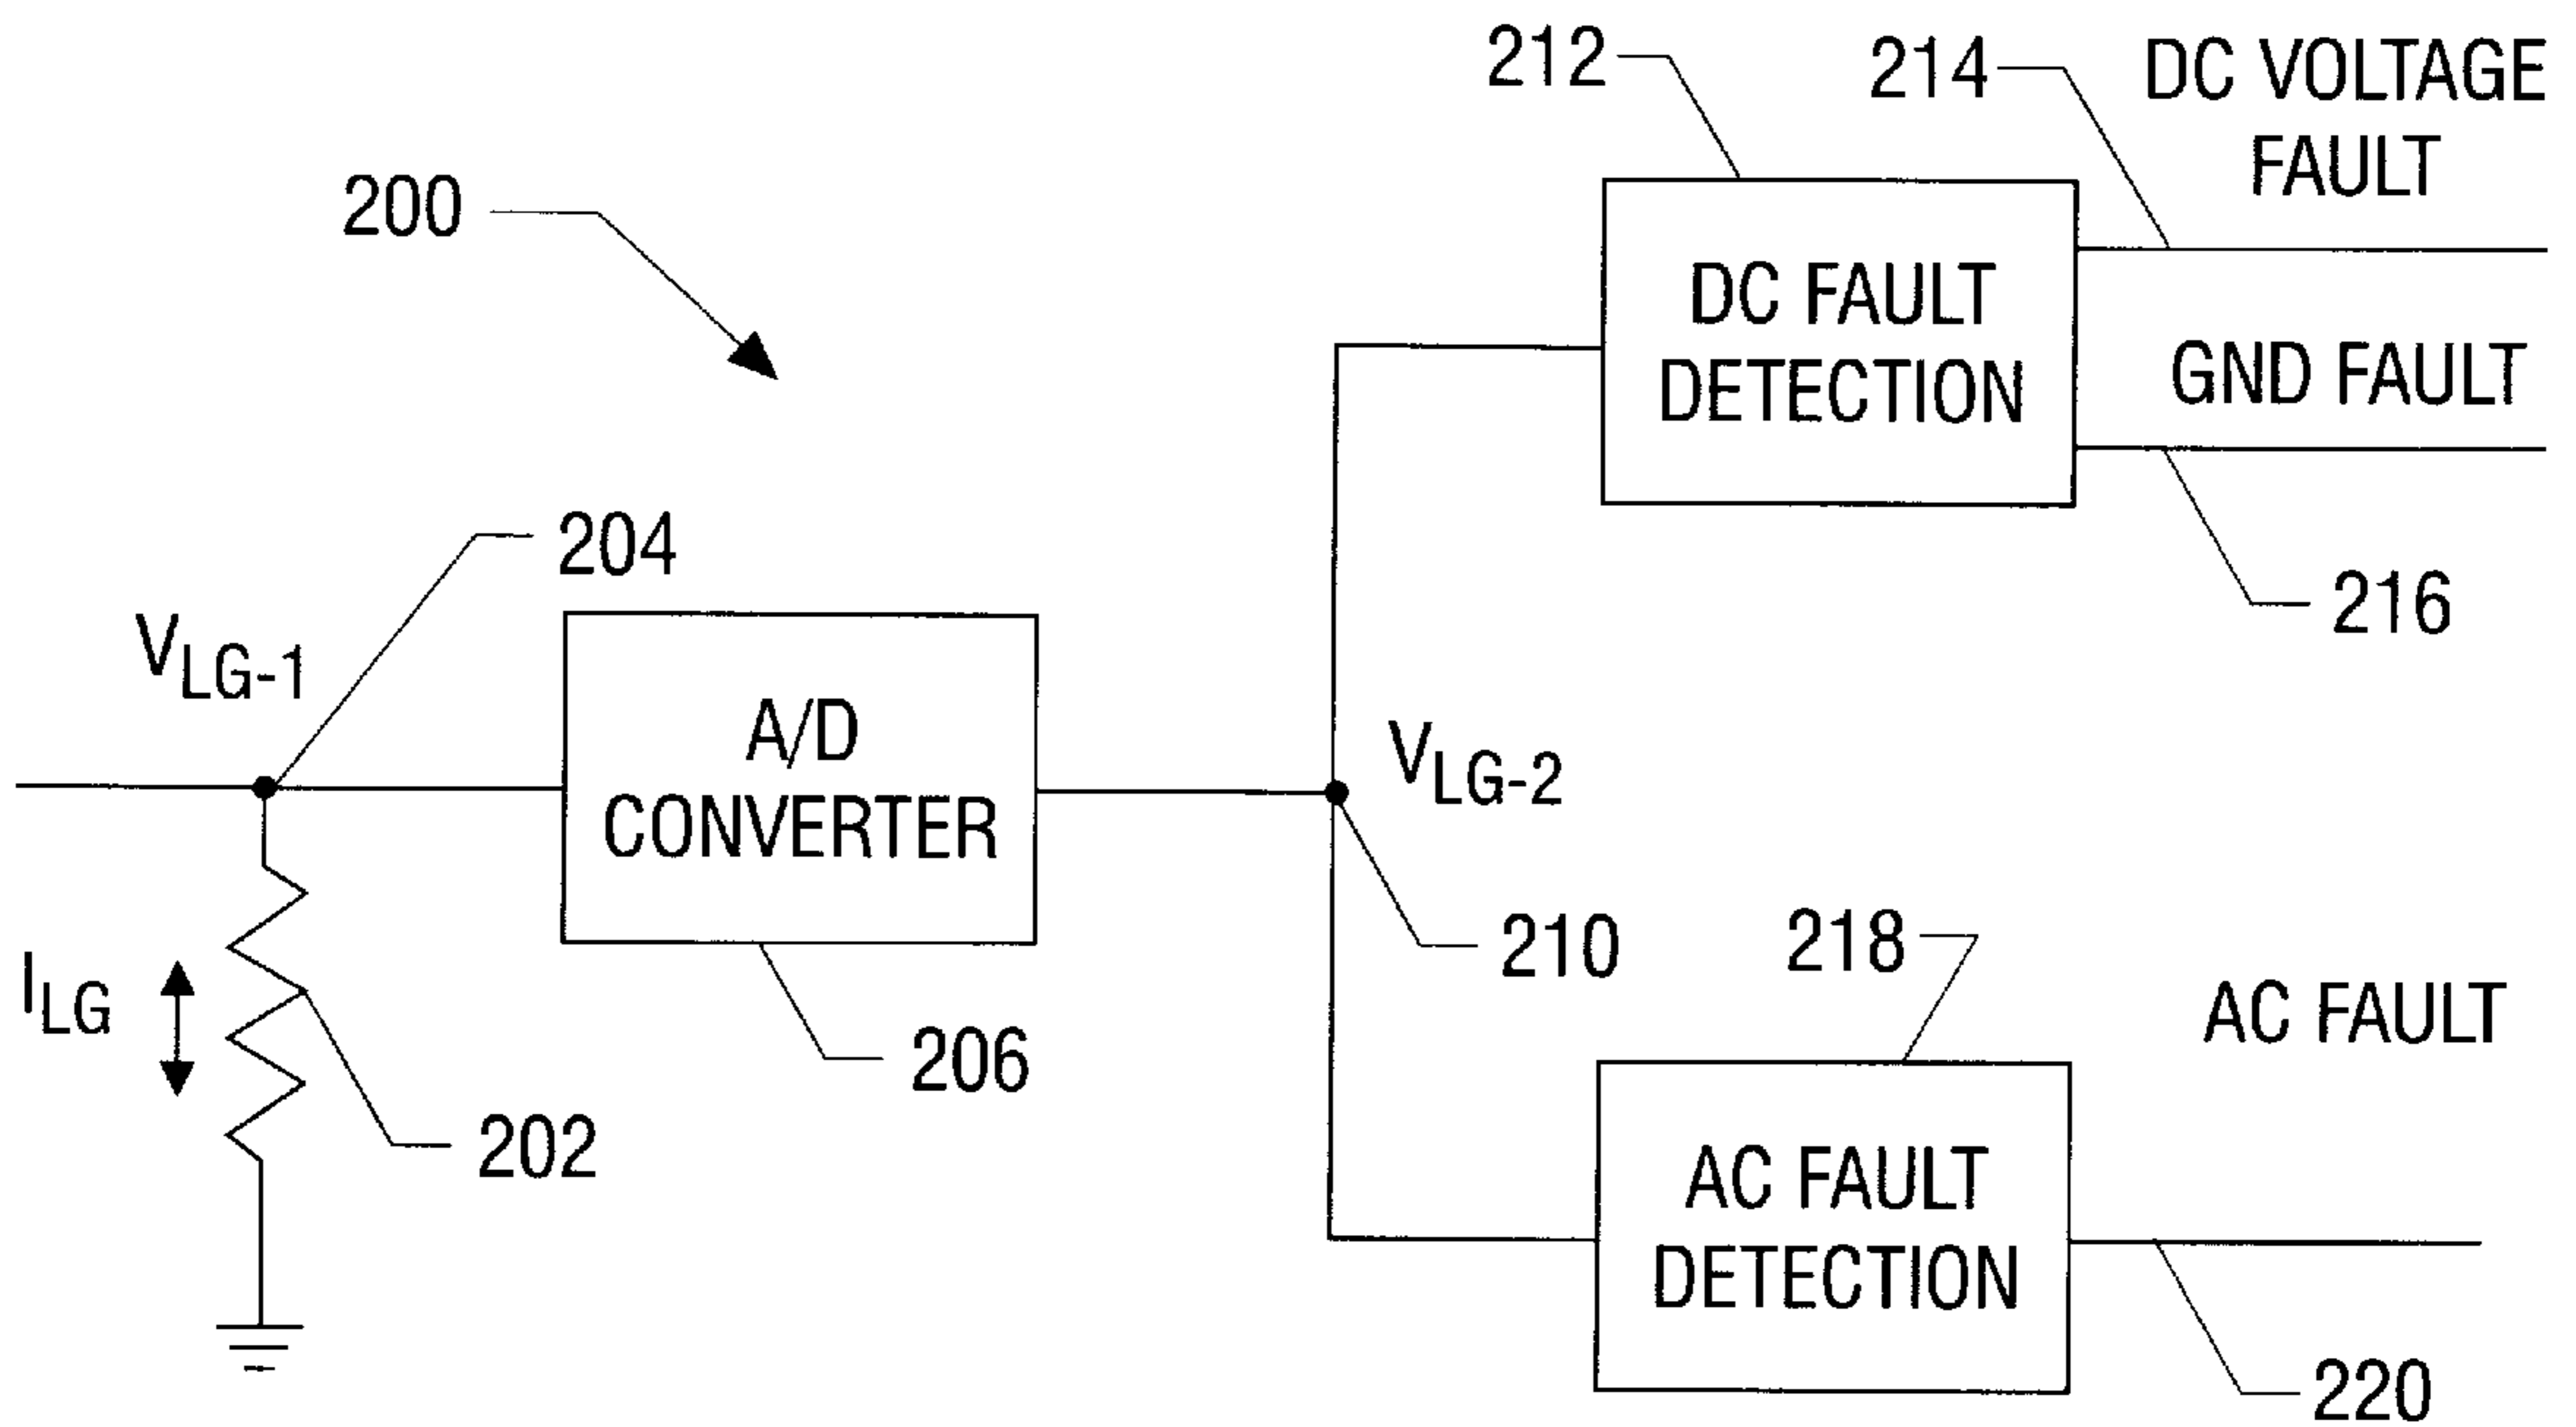 212
214
DC VOLTAGE
FAULT
200
DC FAULT
DETECTION
GND FAULT
204
216
VLG-1
A/D
CONVERTER
VLG-2
ILG
210
218
AC FAULT
206
202
AC FAULT
DETECTION
220